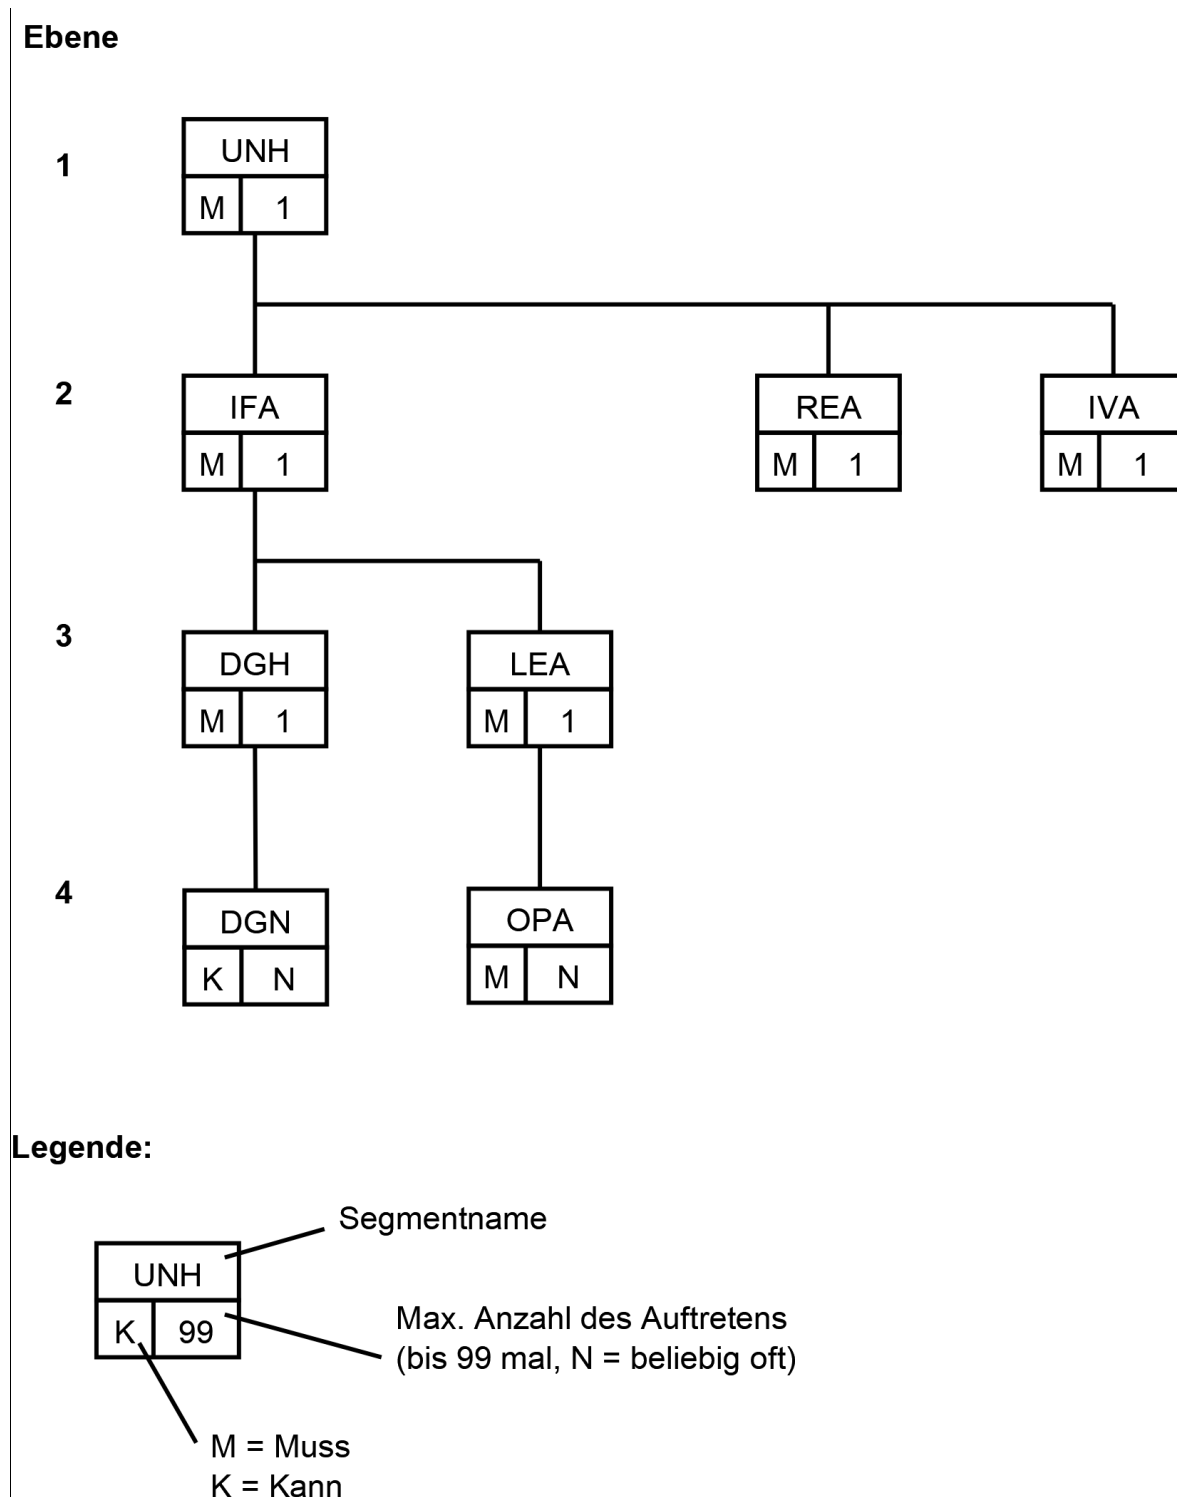 Ebene
1
UNH
M 1
2
IFA REA IVA
M 1 M 1 M 1
3
DGH LEA
M 1 M 1
4
DGN OPA
K N M N
Legende:
Segmentname
UNH
K 99
Max. Anzahl des Auftretens
(bis 99 mal, N = beliebig oft)
M = Muss
K = Kann